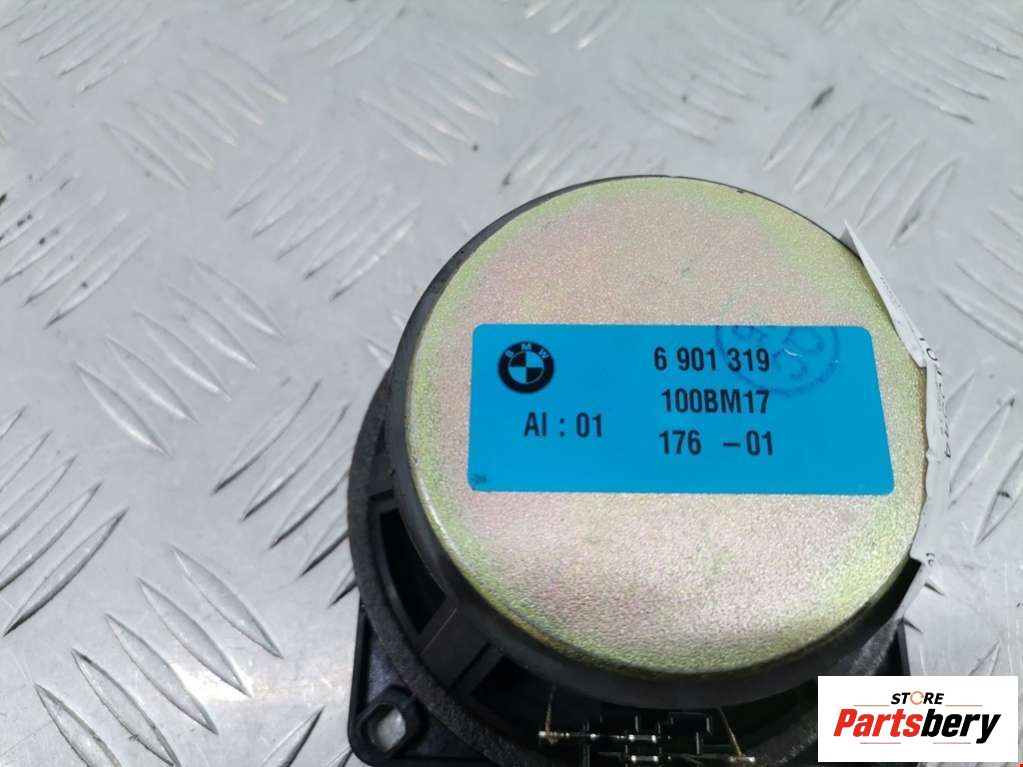 BMW
6 901 319
100BM17
AI : 01
176 -01
STORE
Partsbery